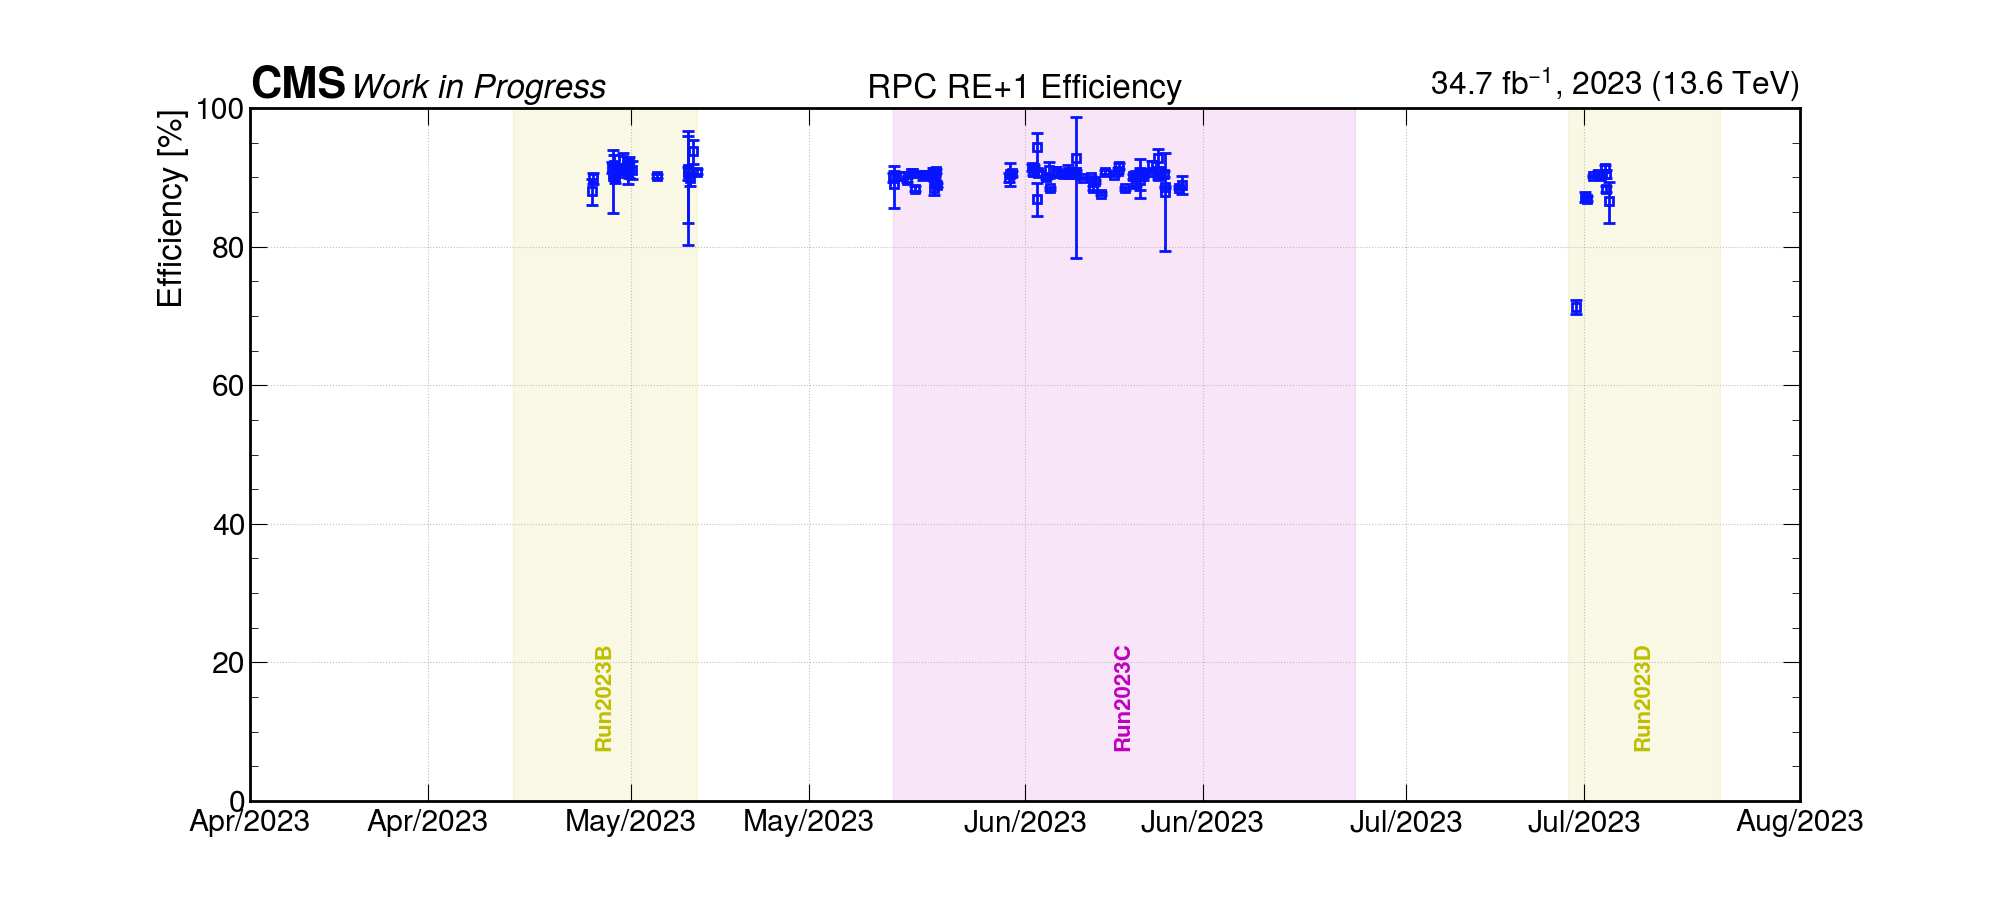 CMS Work in Progress RPC RE+1 Efficiency 34.7 fb⁻¹, 2023 (13.6 TeV)
Efficiency [%]
100
80
60
40
20
0
Run2023B
Run2023C
Run2023D
Apr/2023 Apr/2023 May/2023 May/2023 Jun/2023 Jun/2023 Jul/2023 Jul/2023 Aug/2023